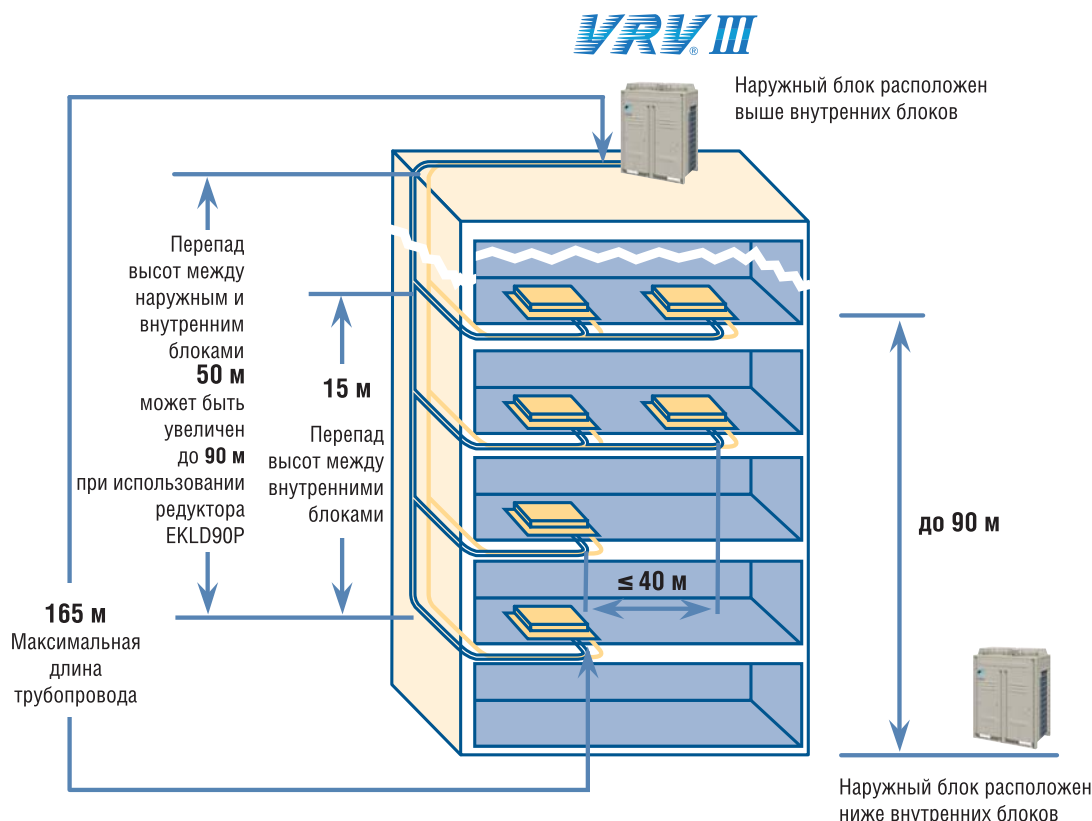 VRV® III
Наружный блок расположен
выше внутренних блоков
Перепад
высот между
наружным и
внутренним
блоками
50 м
может быть
увеличен
до 90 м
при использовании
редуктора
EKLD90P
15 м
Перепад
высот между
внутренними
блоками
165 м
Максимальная
длина
трубопровода
≤ 40 м
до 90 м
Наружный блок расположен
ниже внутренних блоков